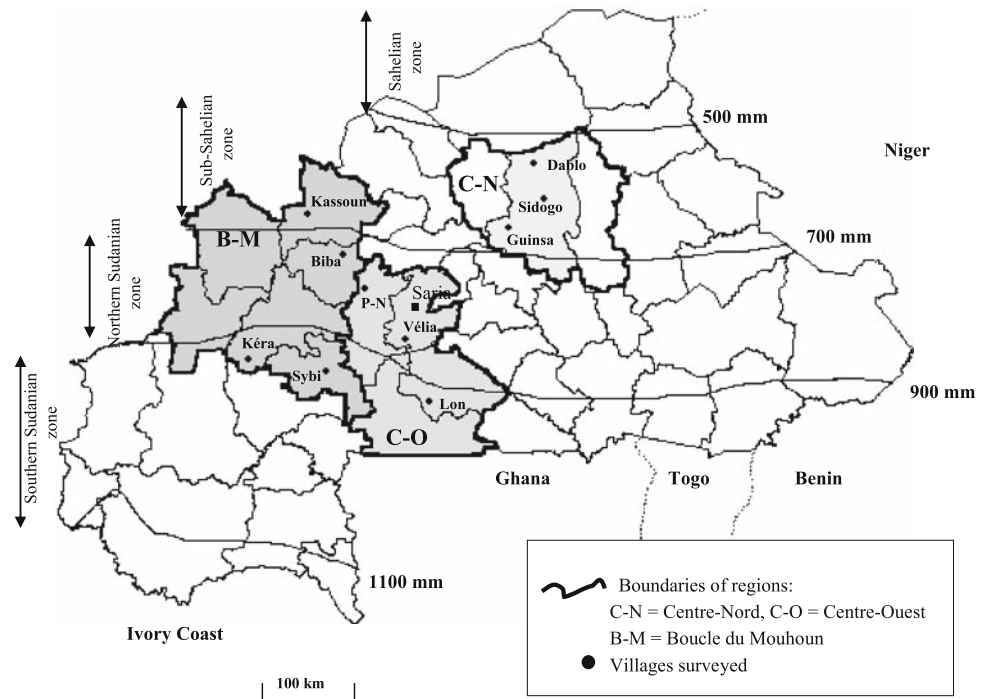 Sahelian
zone
500 mm
Sub-Sahelian
zone
Niger
Dablo
C-N
Kassoun
Sidogo
Guinsa
B-M
700 mm
Biba
Northern Sudanian
zone
P-N
Saria
Vélia
Kéra
Sybi
900 mm
Lon
Southern Sudanian
zone
C-O
Ghana
Togo
Benin
1100 mm
Ivory Coast
Boundaries of regions:
C-N = Centre-Nord, C-O = Centre-Ouest
B-M = Boucle du Mouhoun
Villages surveyed
100 km